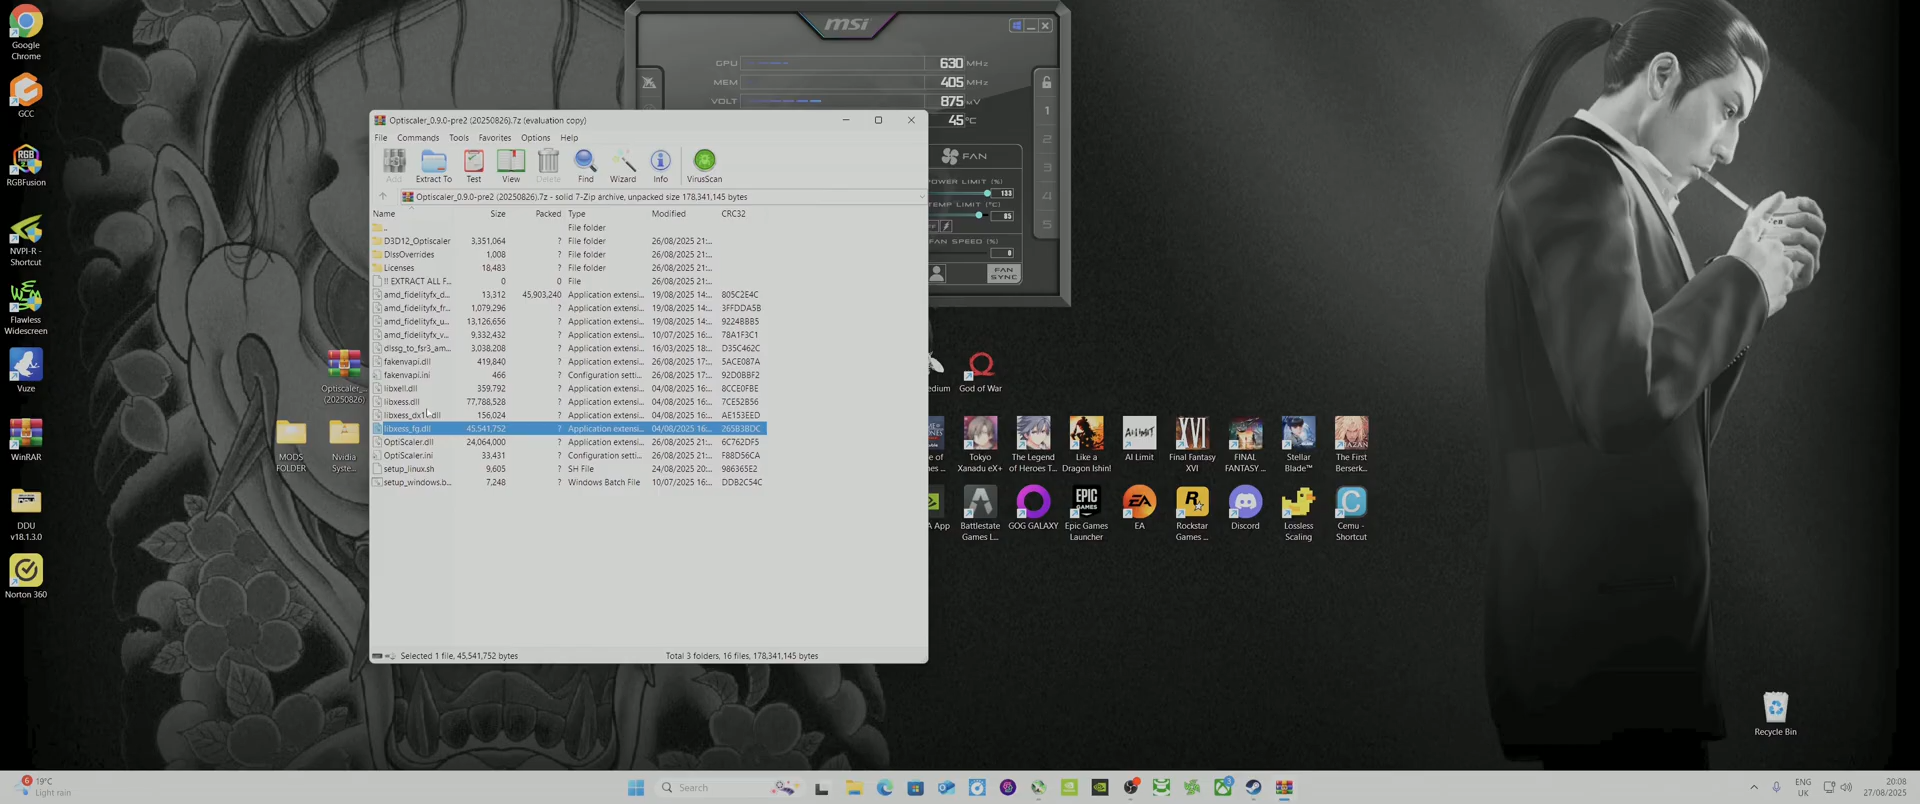 Google
Chrome
GCC
RGBFusion
NVPI-R -
Shortcut
Flawless
Widescreen
Vuze
WinRAR
DDU
v18.1.3.0
Norton 360
Optiscaler_...
(20250826)
MODS
FOLDER
Nvidia
Syste...
msi
GPU 630 MHz
MEM 405 MHz
VOLT 875 mV
45 °C
FAN
POWER LIMIT (%)
133
TEMP LIMIT (°C)
85
FAN SPEED (%)
0
FAN
SYNC
1
2
3
4
5
Optiscaler_0.9.0-pre2 (20250826).7z (evaluation copy)
File Commands Tools Favorites Options Help
Add Extract To Test View Delete Find Wizard Info VirusScan
Optiscaler_0.9.0-pre2 (20250826).7z - solid 7-Zip archive, unpacked size 178,341,145 bytes
Name Size Packed Type Modified CRC32
.. File folder
D3D12_Optiscaler 3,351,064 ? File folder 26/08/2025 21:...
DlssOverrides 1,008 ? File folder 26/08/2025 21:...
Licenses 18,483 ? File folder 26/08/2025 21:...
!! EXTRACT ALL F... 0 0 File 26/08/2025 21:...
amd_fidelityfx_d... 13,312 45,903,240 Application extensi... 19/08/2025 14:... 805C2E4C
amd_fidelityfx_fr... 1,079,296 ? Application extensi... 19/08/2025 14:... 3FFDDA5B
amd_fidelityfx_u... 13,126,656 ? Application extensi... 19/08/2025 14:... 9224BBB5
amd_fidelityfx_v... 9,332,432 ? Application extensi... 10/07/2025 16:... 78A1F3C1
dlssg_to_fsr3_am... 3,038,208 ? Application extensi... 16/03/2025 18:... D35C462C
fakenvapi.dll 419,840 ? Application extensi... 26/08/2025 17:... 5ACE087A
fakenvapi.ini 466 ? Configuration setti... 26/08/2025 17:... 92D0BBF2
libxell.dll 359,792 ? Application extensi... 04/08/2025 16:... 8CCE0FBE
libxess.dll 77,788,528 ? Application extensi... 04/08/2025 16:... 7CE52B56
libxess_dx11.dll 156,024 ? Application extensi... 04/08/2025 16:... AE153EED
libxess_fg.dll 45,541,752 ? Application extensi... 04/08/2025 16:... 265B3BDC
OptiScaler.dll 24,064,000 ? Application extensi... 26/08/2025 21:... 6C762DF5
OptiScaler.ini 33,431 ? Configuration setti... 26/08/2025 21:... F88D56CA
setup_linux.sh 9,605 ? SH File 24/08/2025 20:... 986365E2
setup_windows.b... 7,248 ? Windows Batch File 10/07/2025 16:... DDB2C54C
Selected 1 file, 45,541,752 bytes
Total 3 folders, 16 files, 178,341,145 bytes
God of War
Tokyo
Xanadu eX+
The Legend
of Heroes T...
Like a
Dragon Ishin!
AI LIMIT
AI Limit
XVI
Final Fantasy
XVI
FINAL
FANTASY ...
Stellar
Blade™
The First
Berserk...
A App
Battlestate
Games L...
GOG GALAXY
EPIC
GAMES
Epic Games
Launcher
EA
EA
Rockstar
Games ...
Discord
Lossless
Scaling
Cemu -
Shortcut
Recycle Bin
6
19°C
Light rain
Search
3
ENG
UK
20:08
27/08/2025